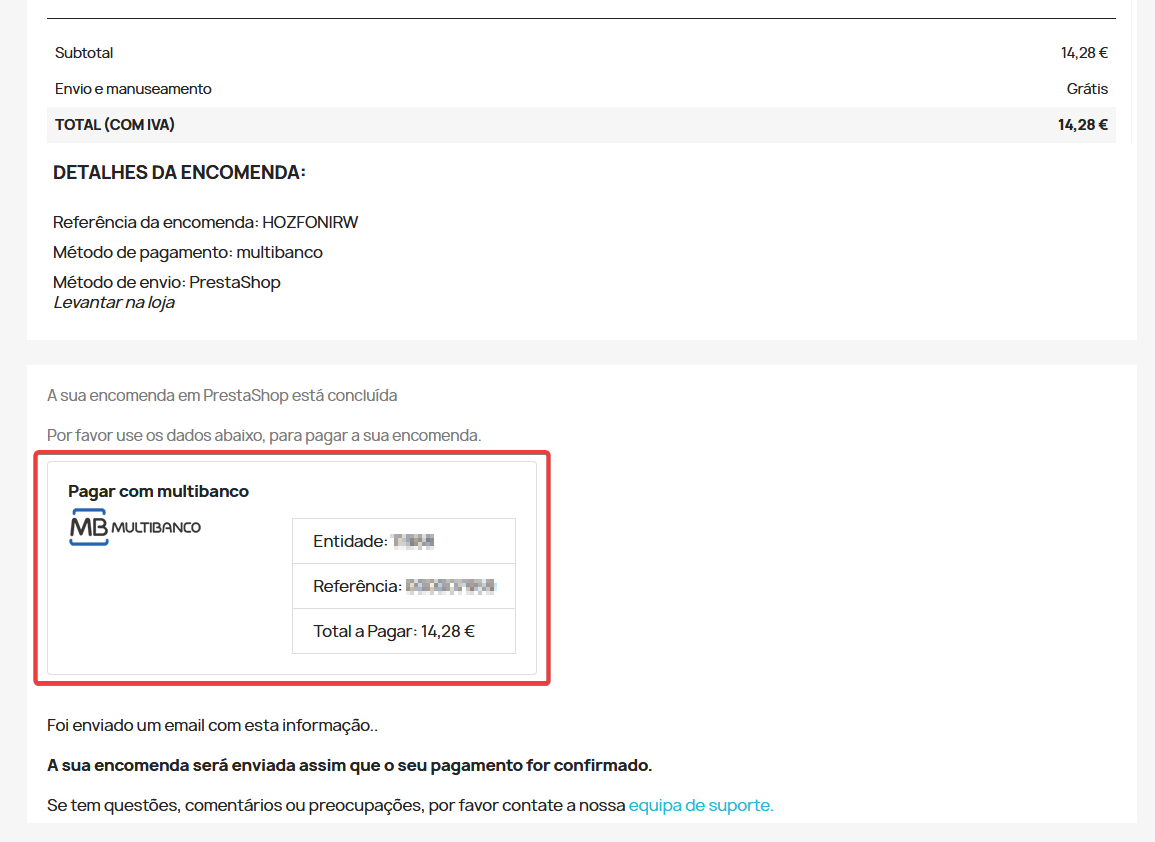 Subtotal 14,28 €
Envio e manuseamento Grátis
TOTAL (COM IVA) 14,28 €
DETALHES DA ENCOMENDA:
Referência da encomenda: HOZFONIRW
Método de pagamento: multibanco
Método de envio: PrestaShop
Levantar na loja
A sua encomenda em PrestaShop está concluída
Por favor use os dados abaixo, para pagar a sua encomenda.
Pagar com multibanco
MB MULTIBANCO
Entidade:
Referência:
Total a Pagar: 14,28 €
Foi enviado um email com esta informação..
A sua encomenda será enviada assim que o seu pagamento for confirmado.
Se tem questões, comentários ou preocupações, por favor contate a nossa equipa de suporte.